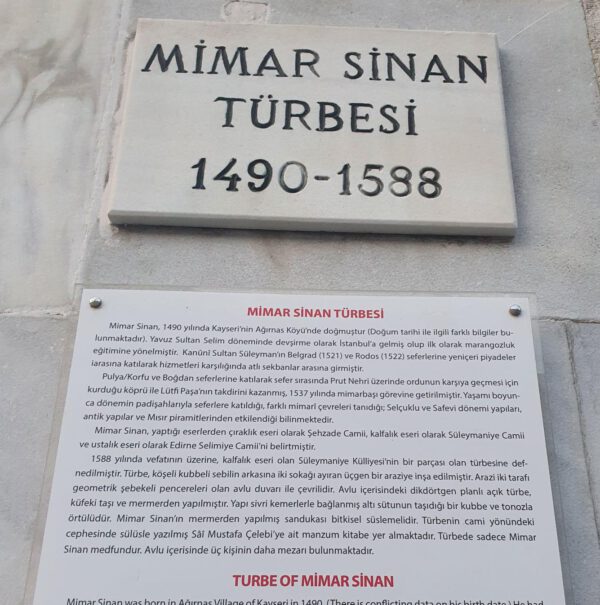 MİMAR SİNAN
TÜRBESİ
1490-1588
MİMAR SİNAN TÜRBESİ
Mimar Sinan, 1490 yılında Kayseri'nin Ağırnas Köyü'nde doğmuştur (Doğum tarihi ile ilgili farklı bilgiler bu-
lunmaktadır). Yavuz Sultan Selim döneminde devşirme olarak İstanbul'a gelmiş olup ilk olarak marangozluk
eğitimine yönelmiştir. Kanûnî Sultan Süleyman'ın Belgrad (1521) ve Rodos (1522) seferlerine yeniçeri piyadeler
iarasına katılarak hizmetleri karşılığında atlı sekbanlar arasına girmiştir.
Pulya/Korfu ve Boğdan seferlerine katılarak sefer sırasında Prut Nehri üzerinde ordunun karşıya geçmesi için
kurduğu köprü ile Lütfi Paşa'nın takdirini kazanmış, 1537 yılında mimarbaşı görevine getirilmiştir. Yaşamı boyun-
ca dönemin padişahlarıyla seferlere katıldığı, farklı mimarî çevreleri tanıdığı; Selçuklu ve Safevi dönemi yapıları,
antik yapılar ve Mısır piramitlerinden etkilendiği bilinmektedir.
Mimar Sinan, yaptığı eserlerden çıraklık eseri olarak Şehzade Camii, kalfalık eseri olarak Süleymaniye Camii
ve ustalık eseri olarak Edirne Selimiye Camii'ni belirtmiştir.
1588 yılında vefatının üzerine, kalfalık eseri olan Süleymaniye Külliyesi'nin bir parçası olan türbesine def-
nedilmiştir. Türbe, köşeli kubbeli sebilin arkasına iki sokağı ayıran üçgen bir araziye inşa edilmiştir. Arazi iki tarafı
geometrik şebekeli pencereleri olan avlu duvarı ile çevrilidir. Avlu içerisindeki dikdörtgen planlı açık türbe,
küfeki taşı ve mermerden yapılmıştır. Yapı sivri kemerlerle bağlanmış altı sütunun taşıdığı bir kubbe ve tonozla
örtülüdür. Mimar Sinan'ın mermerden yapılmış sandukası bitkisel süslemelidir. Türbenin cami yönündeki
cephesinde sülüsle yazılmış Sâî Mustafa Çelebi'ye ait manzum kitabe yer almaktadır. Türbede sadece Mimar
Sinan medfundur. Avlu içerisinde üç kişinin daha mezarı bulunmaktadır.
TURBE OF MIMAR SINAN
Mimar Sinan was born in Ağırnas Village of Kayseri in 1490. (There is conflicting data on his birth date.) He had